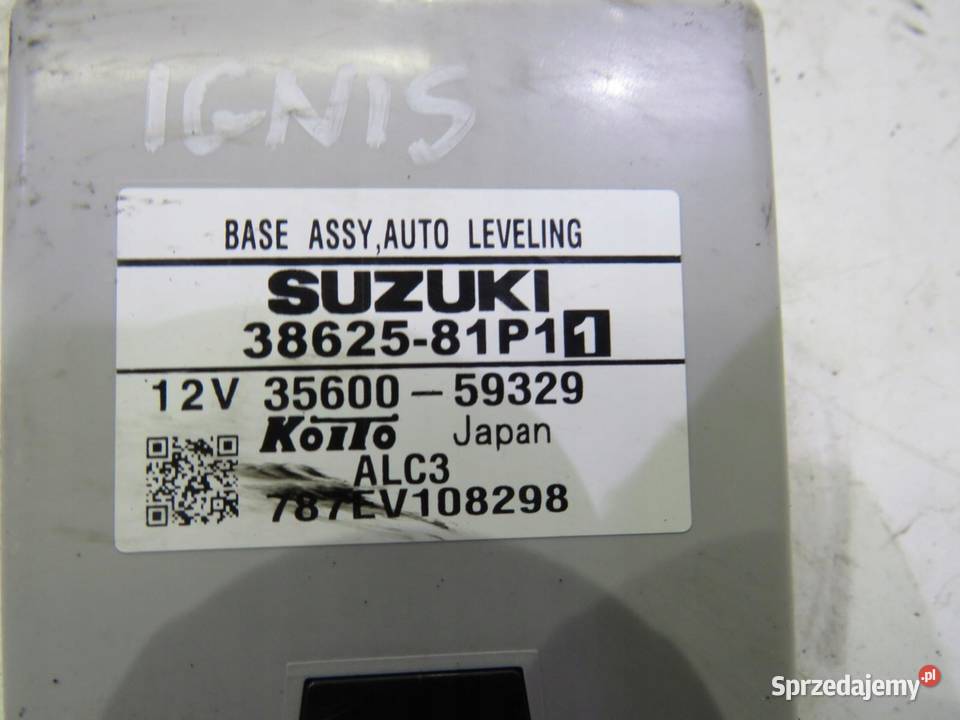 IGNIS
BASE ASSY,AUTO LEVELING
SUZUKI
38625-81P11
12V 35600-59329
KOITO Japan
ALC3
787EV108298
Sprzedajemy.pl